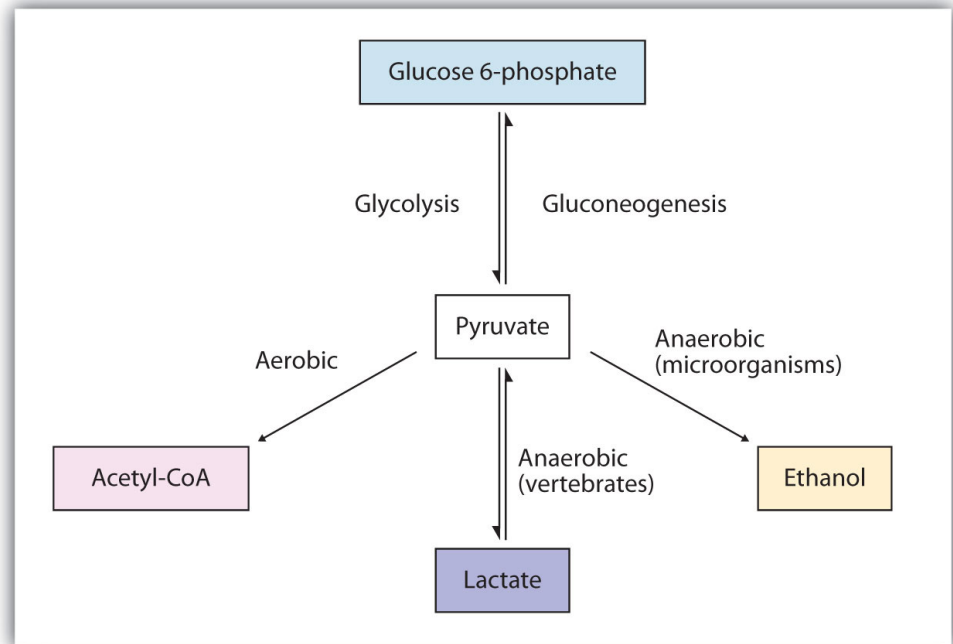 Glucose 6-phosphate
Glycolysis
Gluconeogenesis
Pyruvate
Aerobic
Anaerobic
(microorganisms)
Acetyl-CoA
Anaerobic
(vertebrates)
Ethanol
Lactate